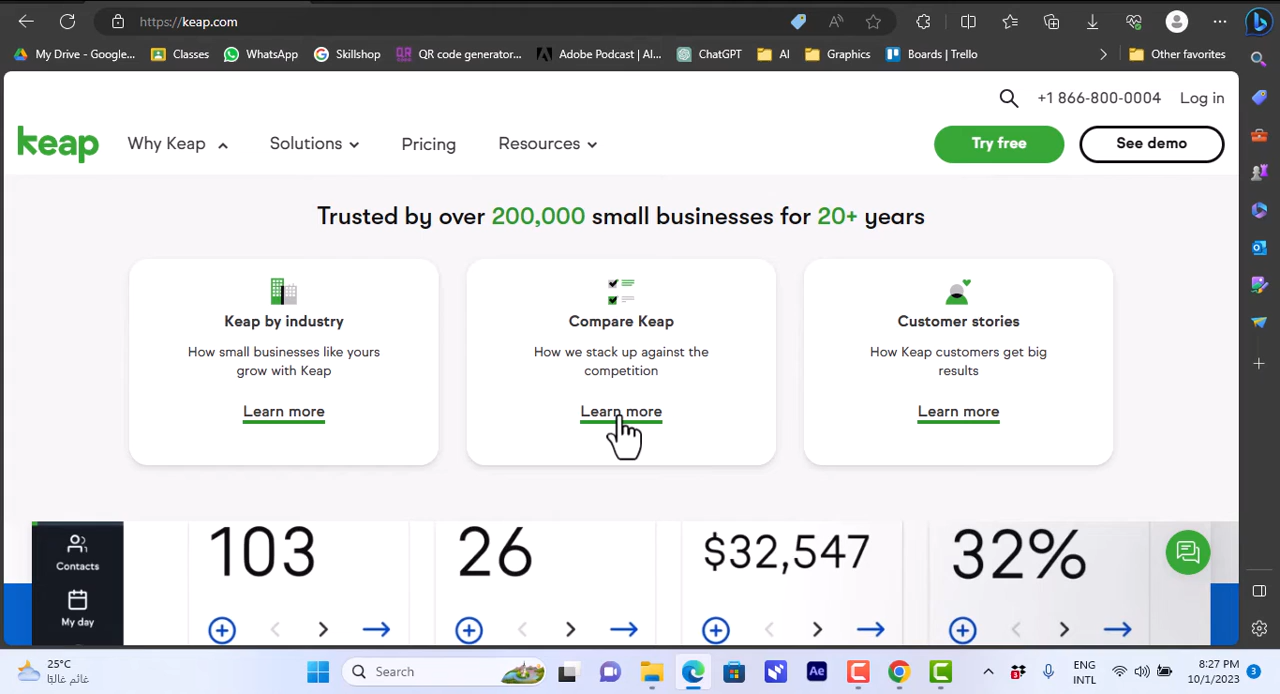 https://keap.com
My Drive - Google...
Classes
WhatsApp
Skillshop
QR
QR code generator...
Adobe Podcast | Al...
ChatGPT
AI
Graphics
Boards | Trello
Other favorites
+1 866-800-0004
Log in
keap
Why Keap
Solutions
Pricing
Resources
Try free
See demo
Trusted by over 200,000 small businesses for 20+ years
Keap by industry
How small businesses like yours
grow with Keap
Learn more
Compare Keap
How we stack up against the
competition
Learn more
Customer stories
How Keap customers get big
results
Learn more
Contacts
My day
103
26
$32,547
32%
25°C
غائم غالبًا
Search
Ae
3
ENG
INTL
8:27 PM
10/1/2023
3